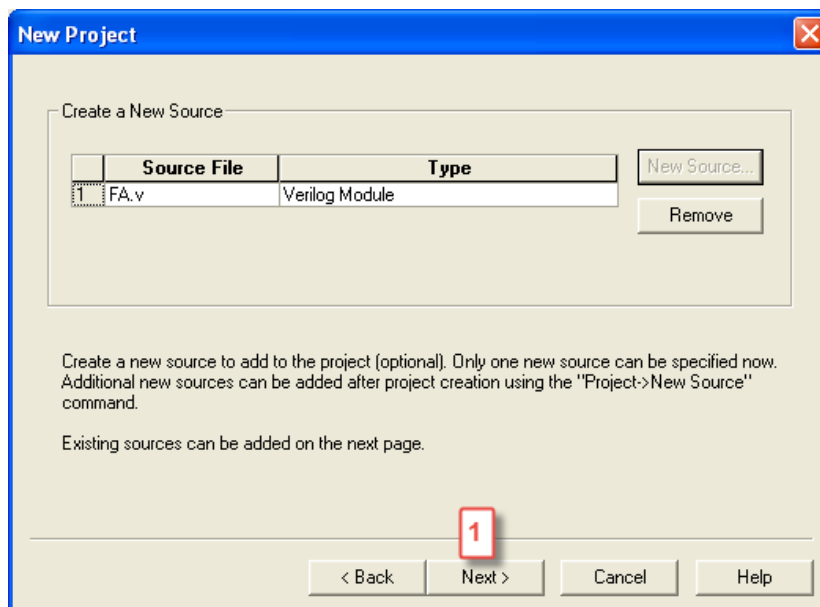 New Project
Create a New Source
Source File Type
1 FA.v Verilog Module
New Source...
Remove
Create a new source to add to the project (optional). Only one new source can be specified now.
Additional new sources can be added after project creation using the "Project->New Source"
command.
Existing sources can be added on the next page.
1
< Back Next > Cancel Help